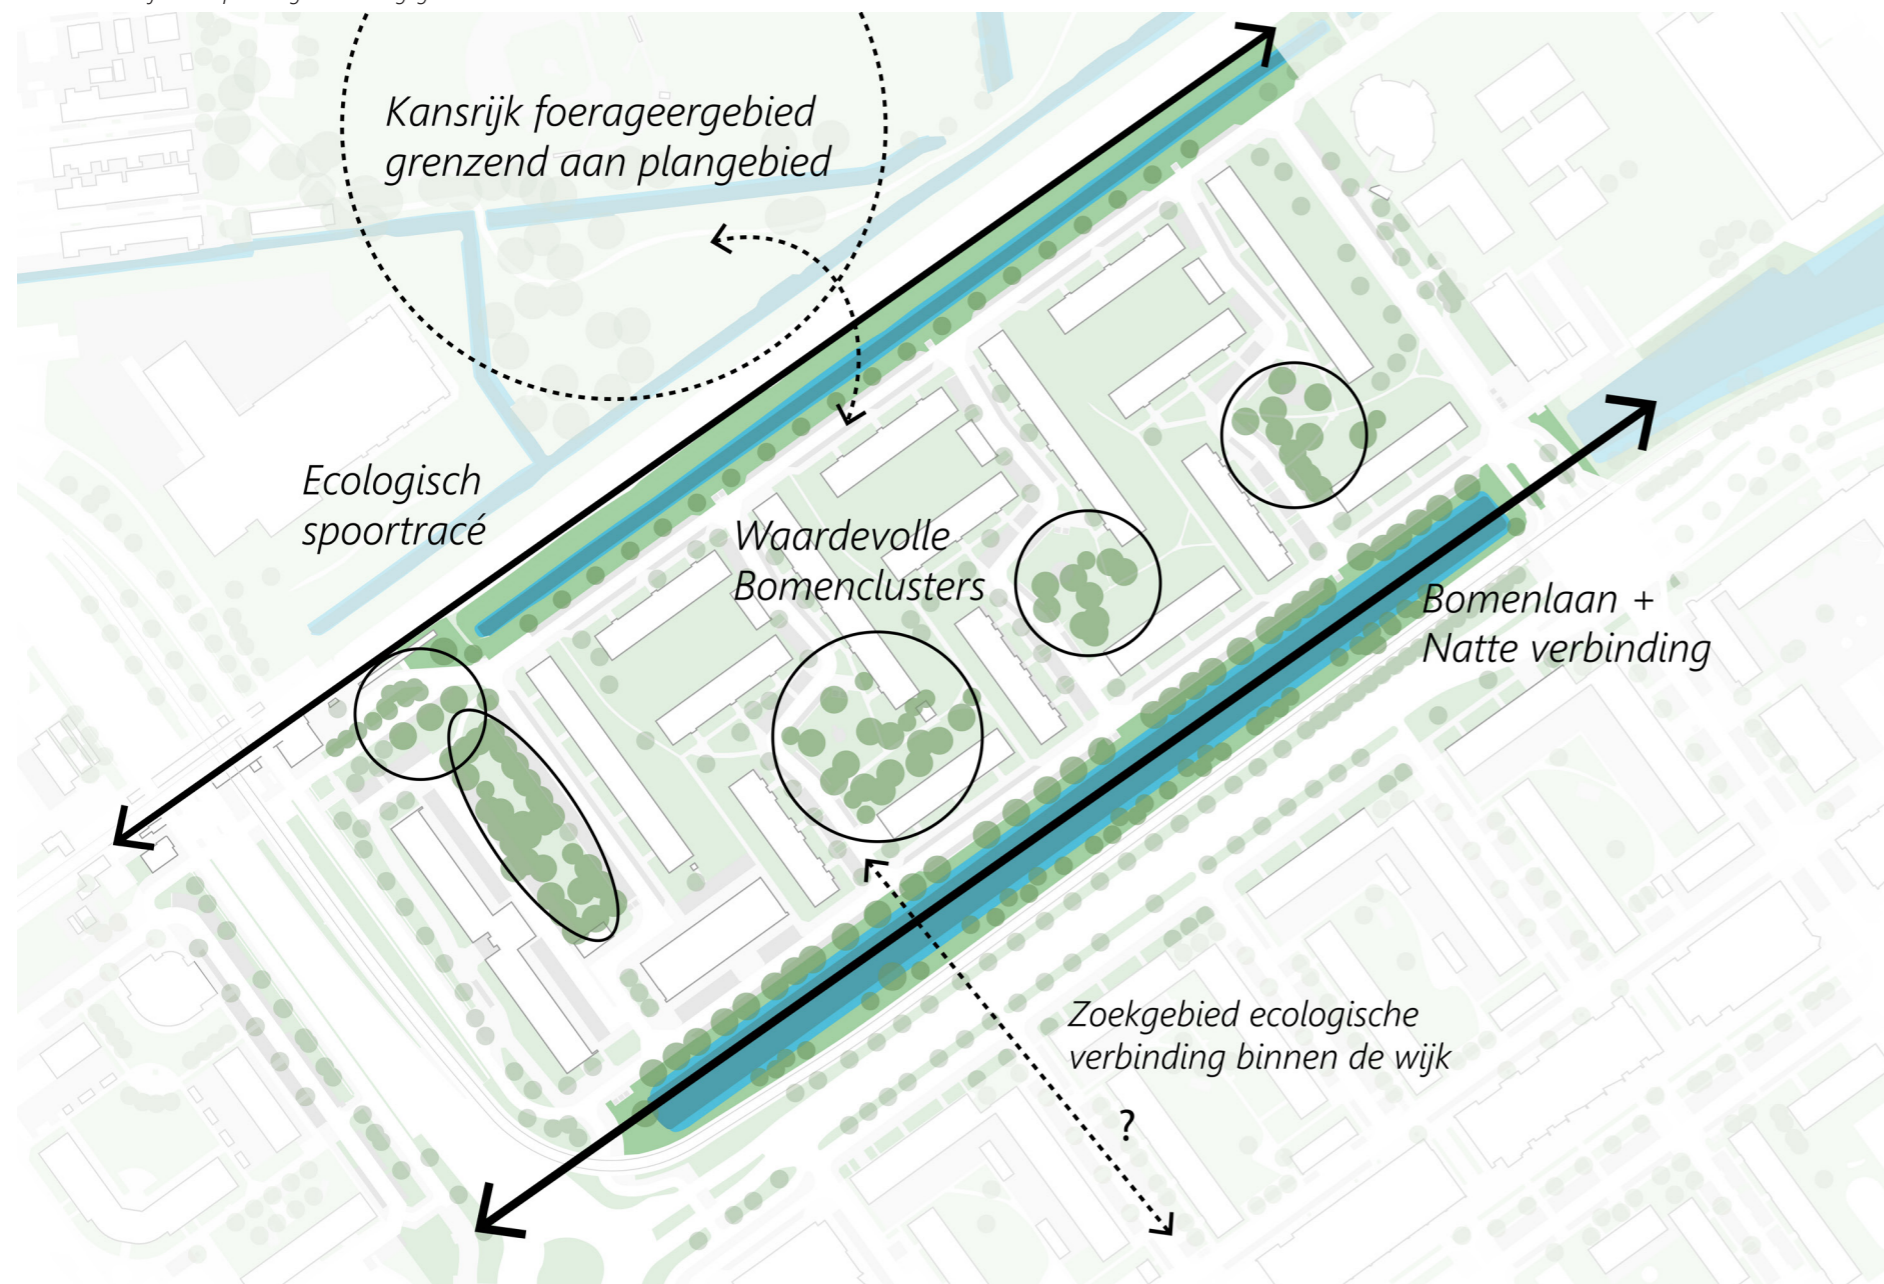 Kansrijk foerageergebied
grenzend aan plangebied
Ecologisch
spoortracé
Waardevolle
Bomenclusters
Bomenlaan +
Natte verbinding
Zoekgebied ecologische
verbinding binnen de wijk
?